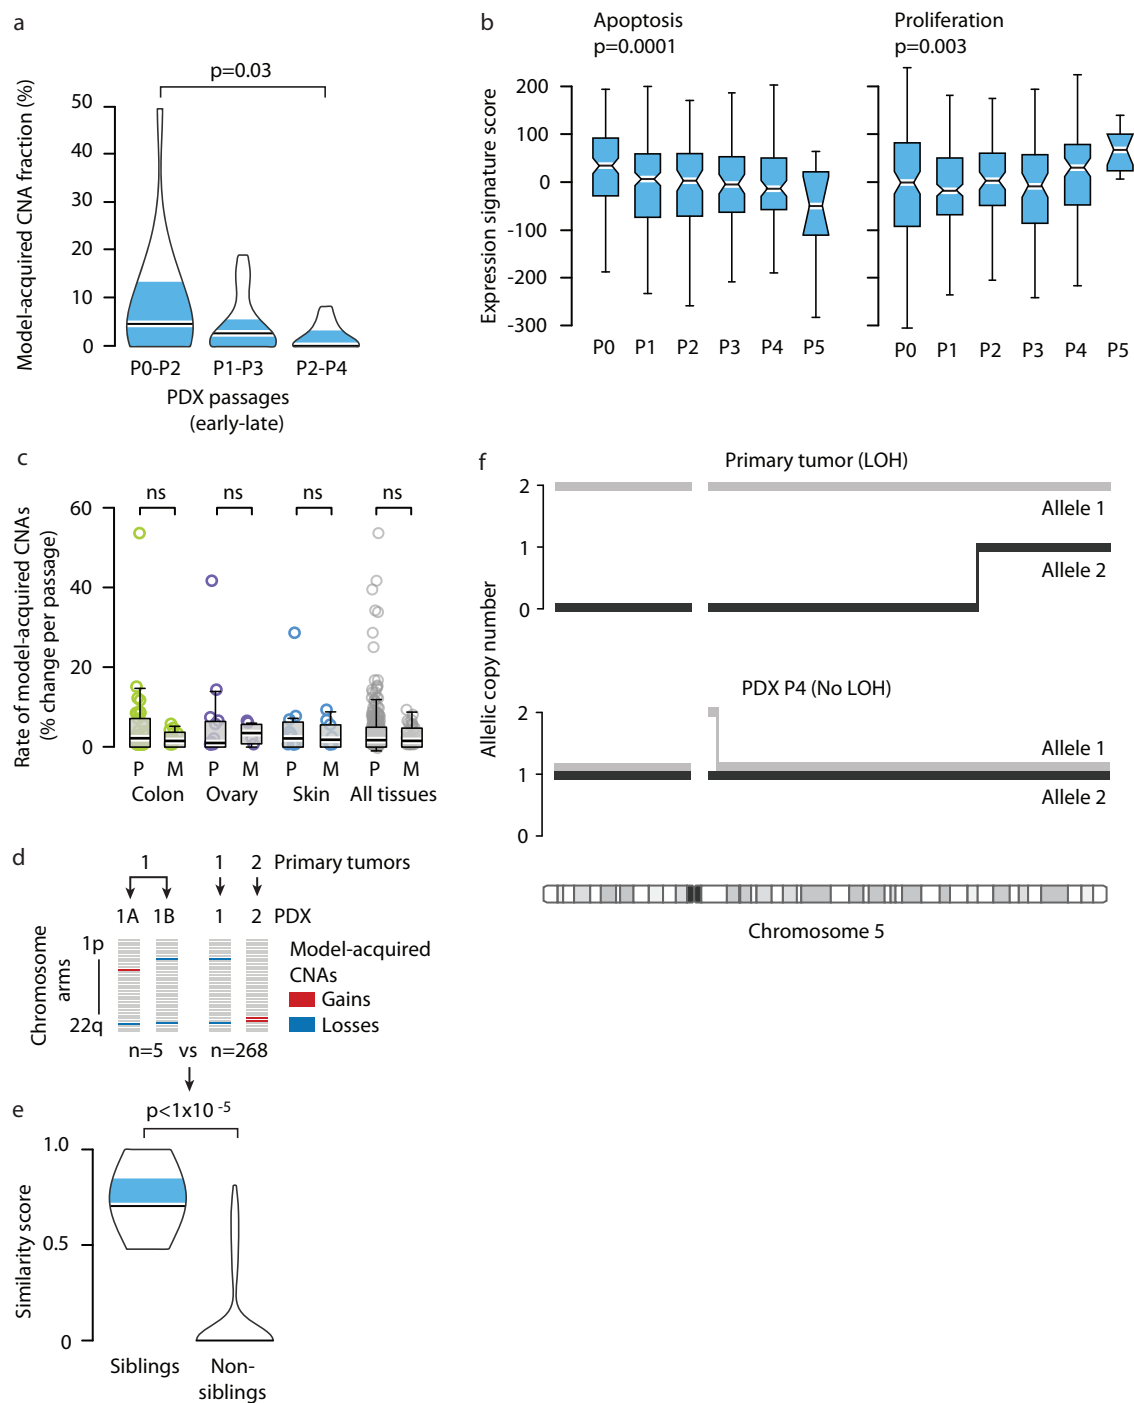 a
p=0.03
Model-acquired CNA fraction (%)
50
40
30
20
10
0
P0-P2
P1-P3
P2-P4
PDX passages
(early-late)
b
Apoptosis
p=0.0001
Proliferation
p=0.003
Expression signature score
200
100
0
-100
-200
-300
P0
P1
P2
P3
P4
P5
P0
P1
P2
P3
P4
P5
c
ns
ns
ns
ns
Rate of model-acquired CNAs
(% change per passage)
60
40
20
0
P
M
P
M
P
M
P
M
Colon
Ovary
Skin
All tissues
d
1
1
2
Primary tumors
1A
1B
1
2
PDX
Chromosome
arms
1p
22q
Model-acquired
CNAs
Gains
Losses
n=5 vs n=268
e
p<1x10 -5
Similarity score
1.0
0.5
0
Siblings
Non-
siblings
f
Primary tumor (LOH)
2
1
0
Allele 1
Allele 2
Allelic copy number
PDX P4 (No LOH)
2
1
0
Allele 1
Allele 2
Chromosome 5